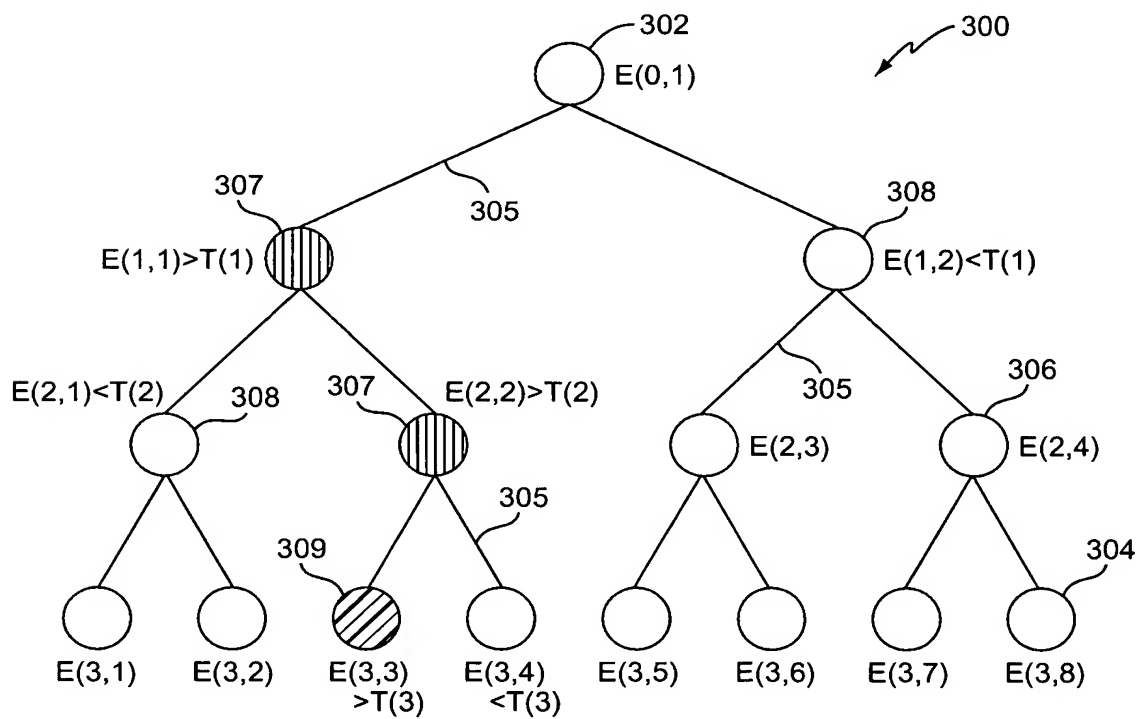 302
300
E(0,1)
307
305
308
E(1,1)>T(1)
E(1,2)<T(1)
E(2,1)<T(2)
308
307
E(2,2)>T(2)
305
306
E(2,3)
E(2,4)
309
305
304
E(3,1)
E(3,2)
E(3,3)
>T(3)
E(3,4)
<T(3)
E(3,5)
E(3,6)
E(3,7)
E(3,8)